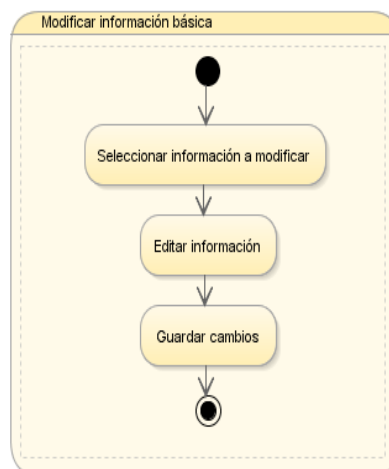 Modificar información básica
Seleccionar información a modificar
Editar información
Guardar cambios